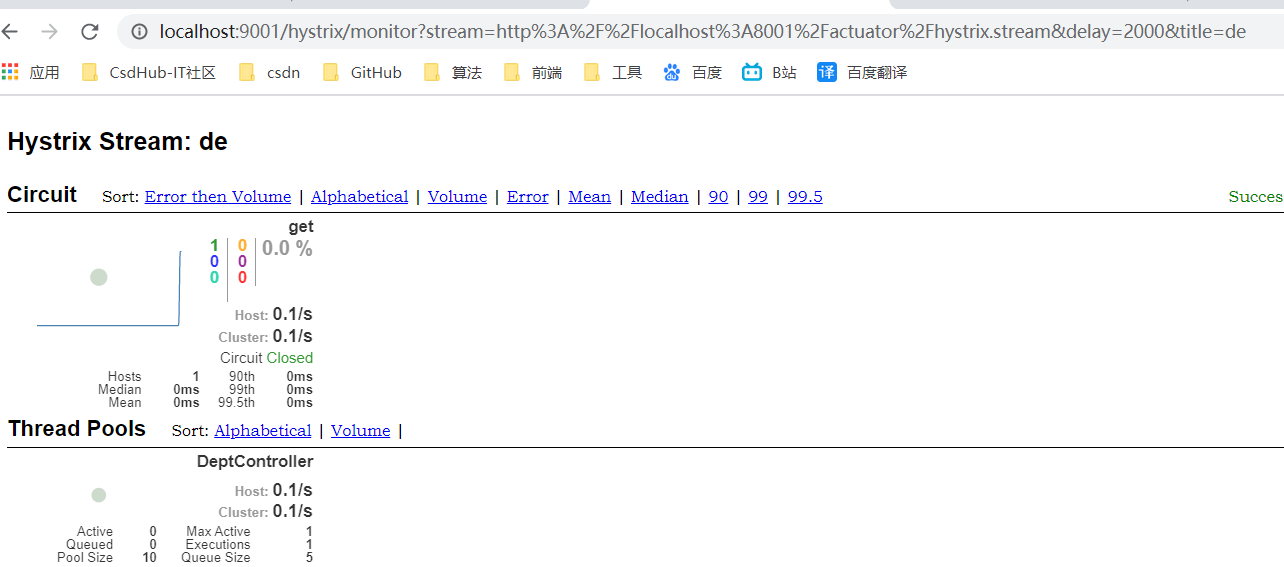 localhost:9001/hystrix/monitor?stream=http%3A%2F%2Flocalhost%3A8001%2Factuator%2Fhystrix.stream&delay=2000&title=de
应用 CsdHub-IT社区 csdn GitHub 算法 前端 工具 百度 B站 译 百度翻译
Hystrix Stream: de
Circuit Sort: Error then Volume | Alphabetical | Volume | Error | Mean | Median | 90 | 99 | 99.5 Succes
get
1 0 0.0 %
0 0
0 0
Host: 0.1/s
Cluster: 0.1/s
Circuit Closed
Hosts 1 90th 0ms
Median 0ms 99th 0ms
Mean 0ms 99.5th 0ms
Thread Pools Sort: Alphabetical | Volume |
DeptController
Host: 0.1/s
Cluster: 0.1/s
Active 0 Max Active 1
Queued 0 Executions 1
Pool Size 10 Queue Size 5